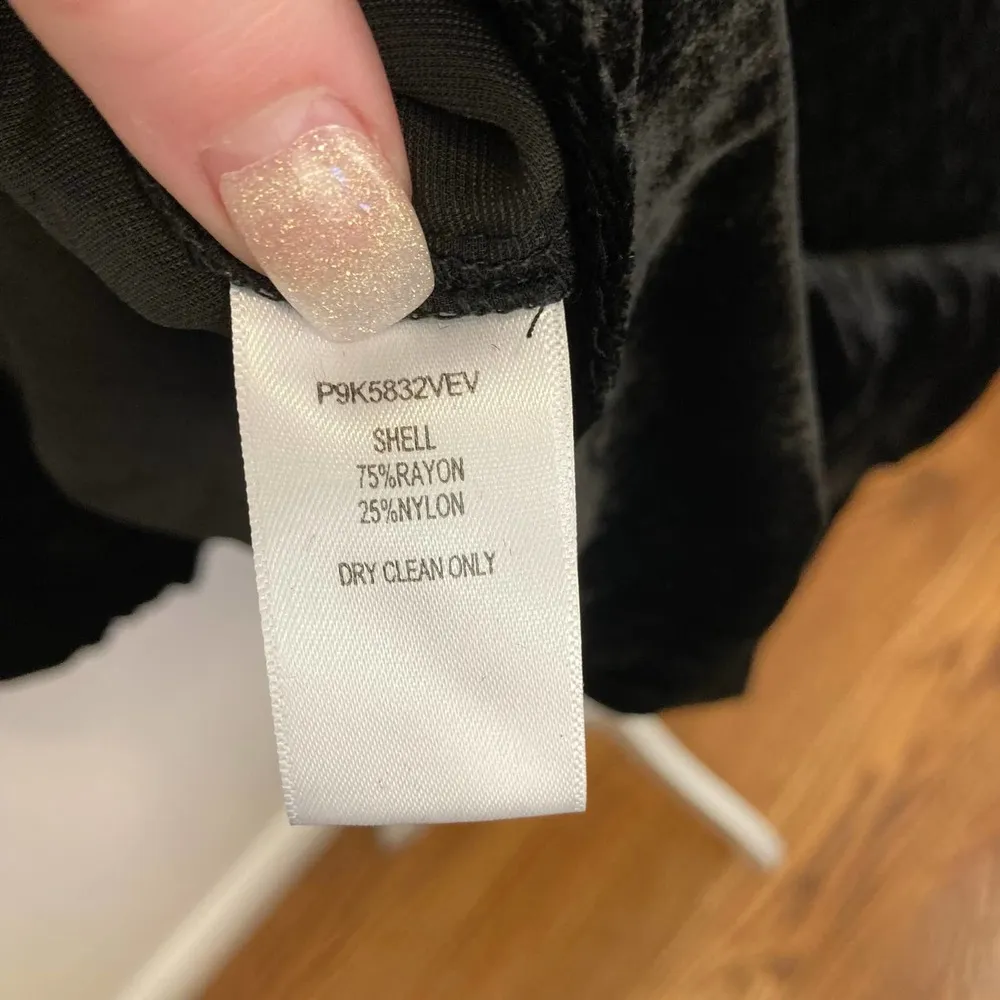 P9K5832VEV
SHELL
75%RAYON
25%NYLON
DRY CLEAN ONLY